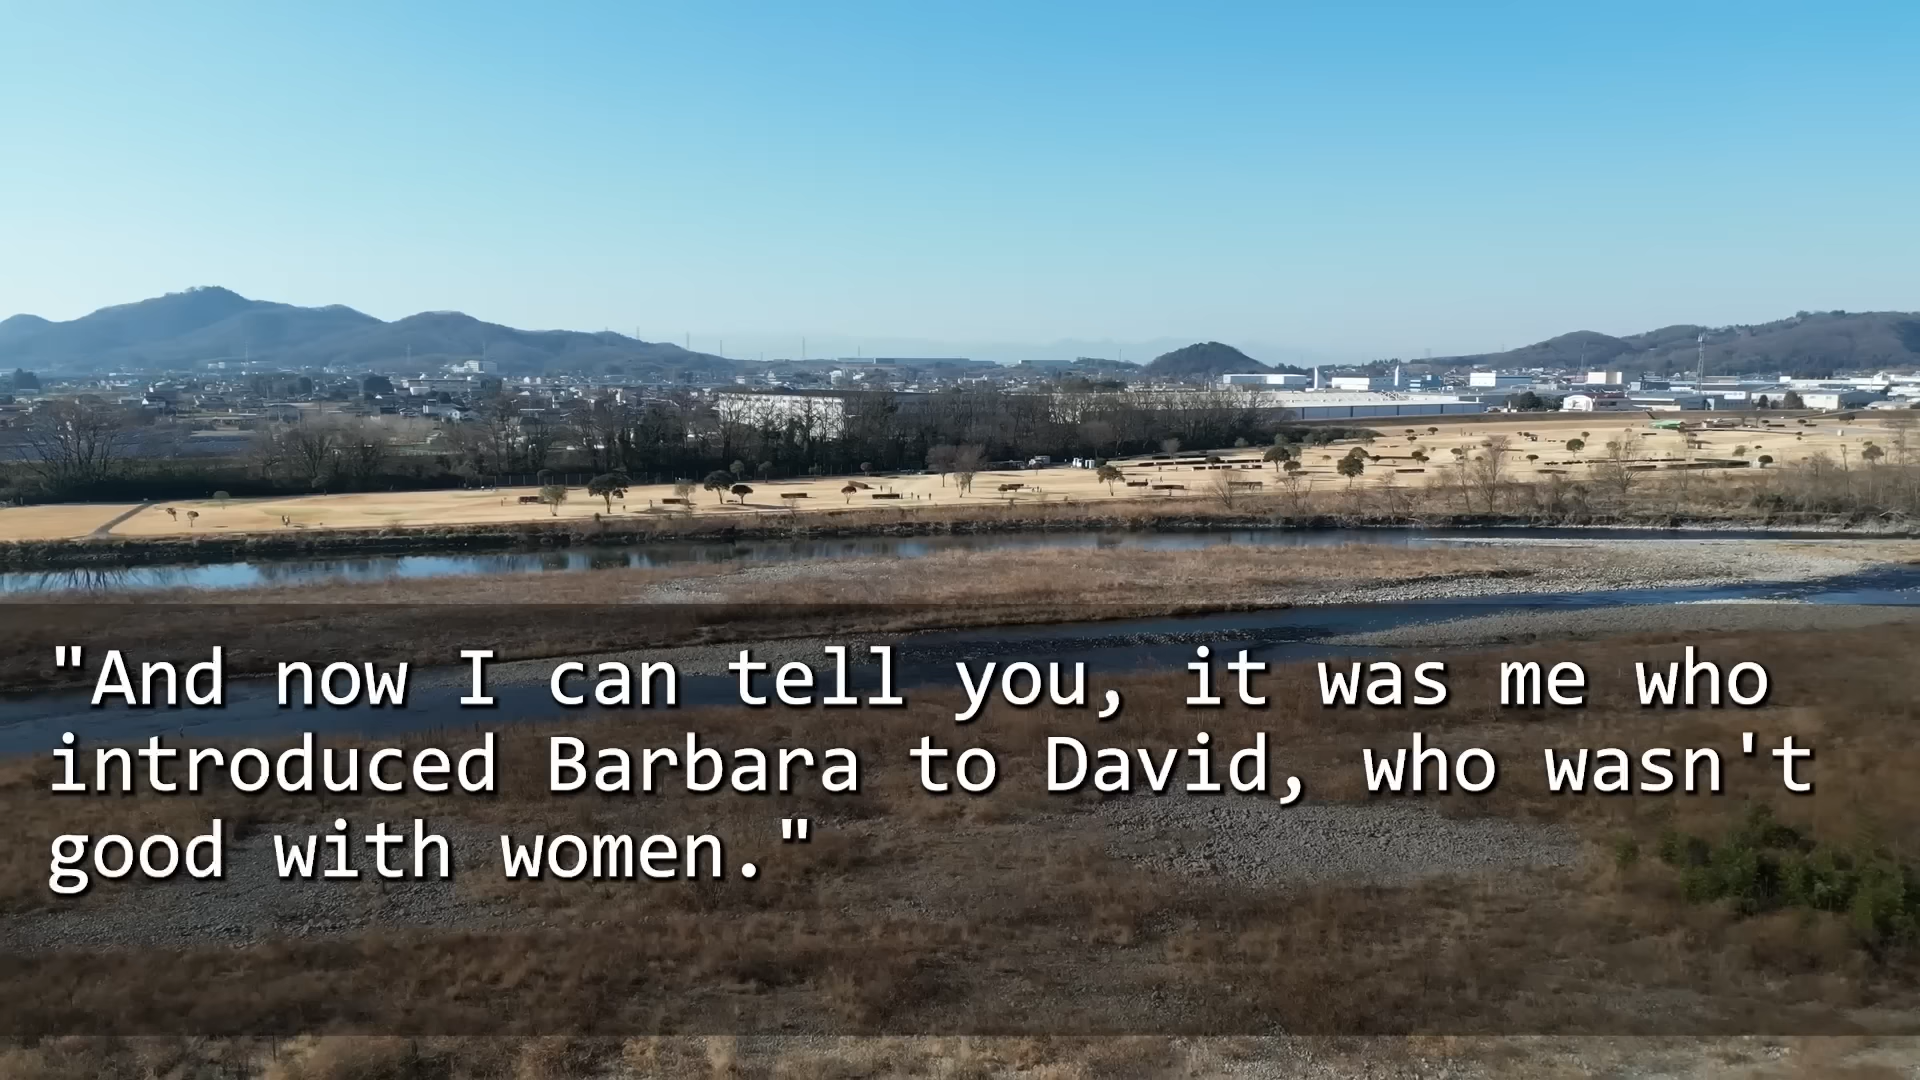 "And now I can tell you, it was me who
introduced Barbara to David, who wasn't
good with women."